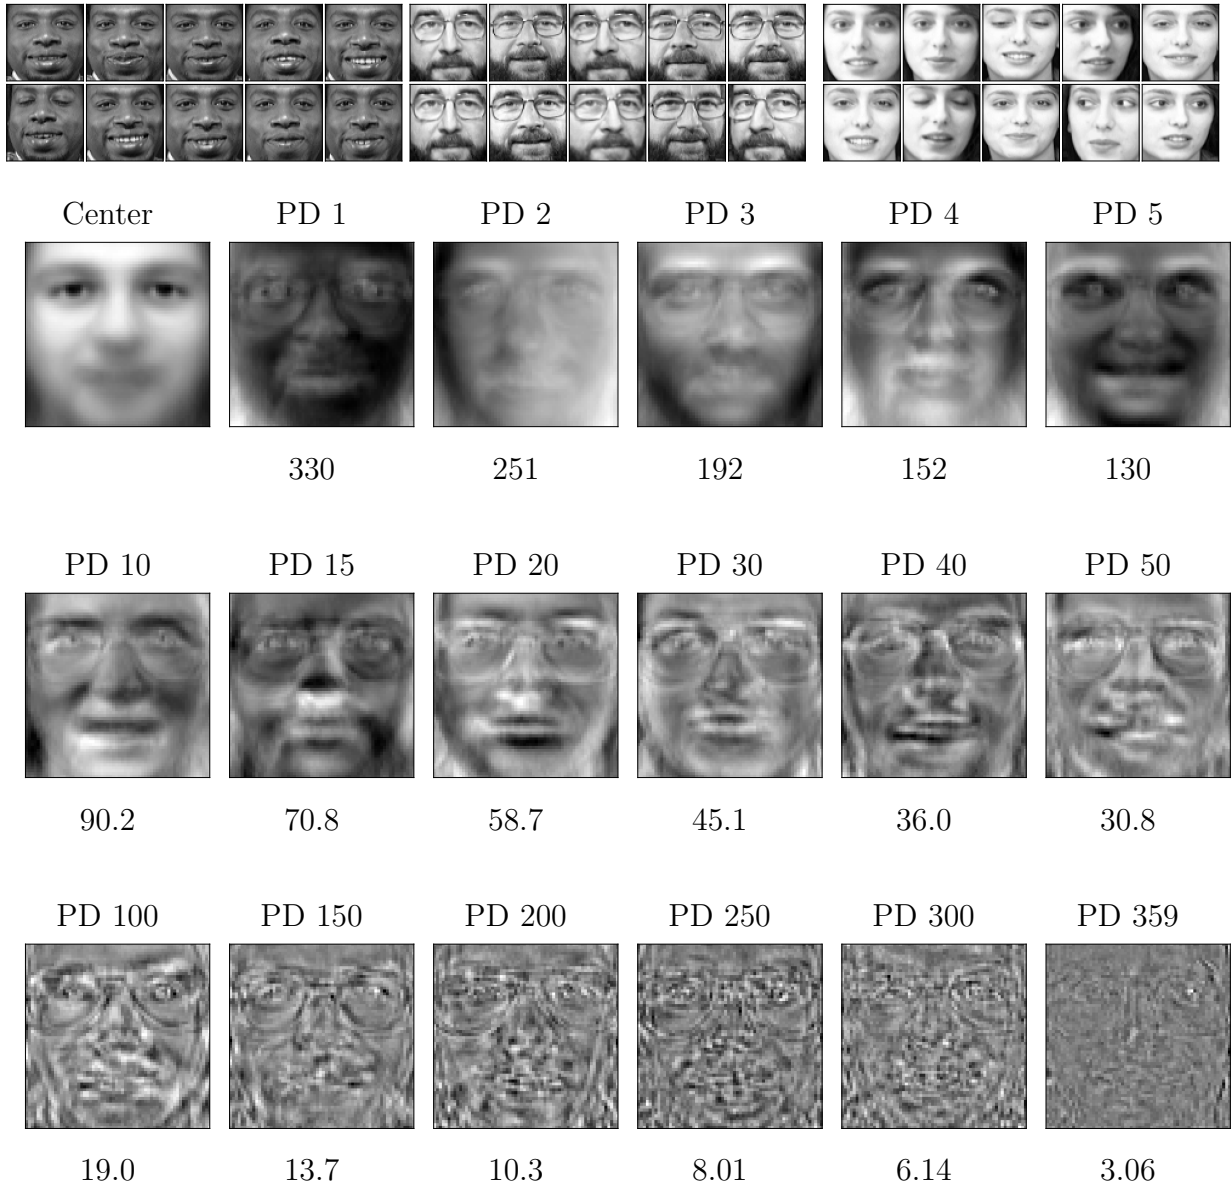 Center PD 1 PD 2 PD 3 PD 4 PD 5
330 251 192 152 130
PD 10 PD 15 PD 20 PD 30 PD 40 PD 50
90.2 70.8 58.7 45.1 36.0 30.8
PD 100 PD 150 PD 200 PD 250 PD 300 PD 359
19.0 13.7 10.3 8.01 6.14 3.06